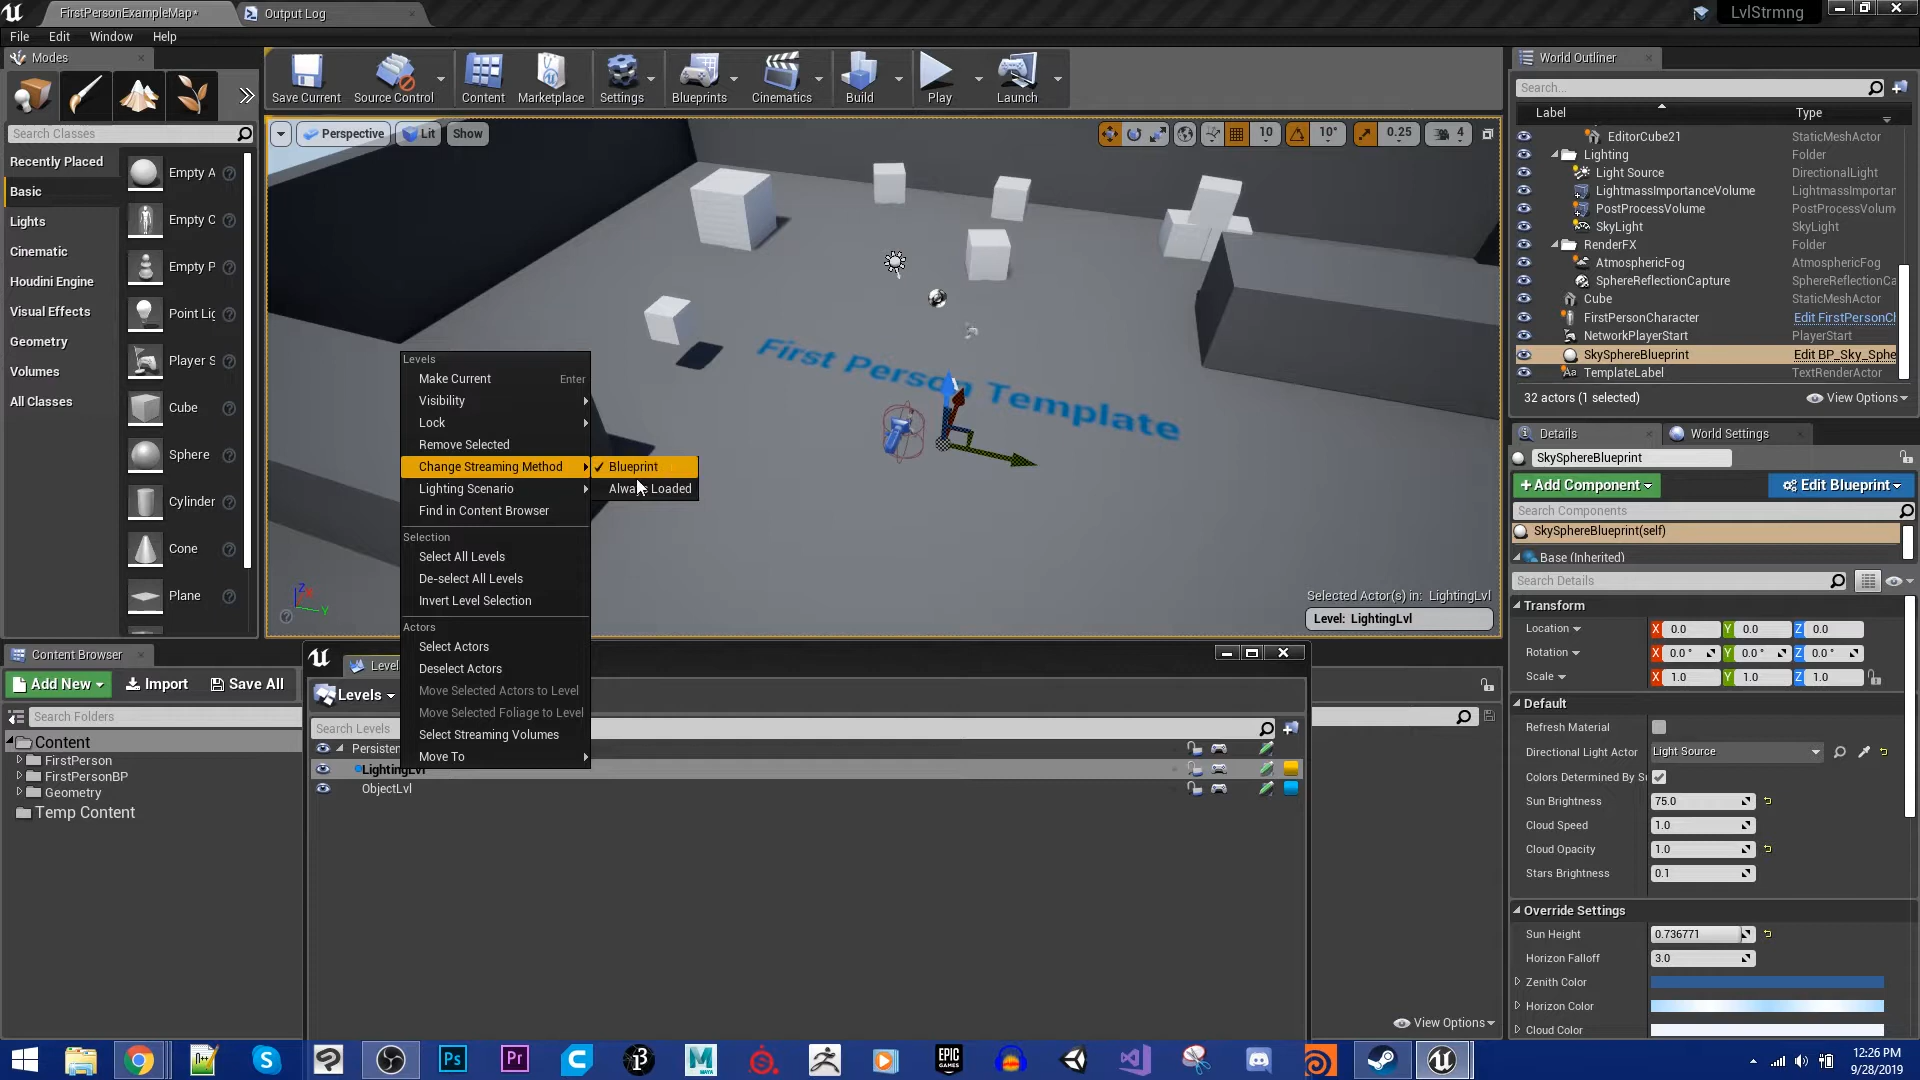 FirstPersonExampleMap*
Output Log
LvlStrmng
File
Edit
Window
Help
Modes
Search Classes
Recently Placed
Basic
Lights
Cinematic
Houdini Engine
Visual Effects
Geometry
Volumes
All Classes
Empty A
Empty C
Empty P
Point Lig
Player S
Cube
Sphere
Cylinder
Cone
Plane
Save Current
Source Control
Content
Marketplace
Settings
Blueprints
Cinematics
Build
Play
Launch
Perspective
Lit
Show
10
10°
0.25
4
First Person Template
Z
Y
Selected Actor(s) in: LightingLvl
Level: LightingLvl
Levels
Make Current
Enter
Visibility
Lock
Remove Selected
Change Streaming Method
Lighting Scenario
Find in Content Browser
Selection
Select All Levels
De-select All Levels
Invert Level Selection
Actors
Select Actors
Deselect Actors
Move Selected Actors to Level
Move Selected Foliage to Level
Select Streaming Volumes
Move To
Blueprint
Always Loaded
World Outliner
Search...
Label
Type
EditorCube21
StaticMeshActor
Lighting
Folder
Light Source
DirectionalLight
LightmassImportanceVolume
LightmassImportan
PostProcessVolume
PostProcessVolum
SkyLight
SkyLight
RenderFX
Folder
AtmosphericFog
AtmosphericFog
SphereReflectionCapture
SphereReflectionCa
Cube
StaticMeshActor
FirstPersonCharacter
Edit FirstPersonCh
NetworkPlayerStart
PlayerStart
SkySphereBlueprint
Edit BP_Sky_Sphe
TemplateLabel
TextRenderActor
32 actors (1 selected)
View Options
Details
World Settings
SkySphereBlueprint
+Add Component
Edit Blueprint
Search Components
SkySphereBlueprint(self)
Base (Inherited)
Search Details
Transform
Location
X 0.0
Y 0.0
Z 0.0
Rotation
X 0.0 °
Y 0.0 °
Z 0.0 °
Scale
X 1.0
Y 1.0
Z 1.0
Default
Refresh Material
Directional Light Actor
Light Source
Colors Determined By Su
Sun Brightness
75.0
Cloud Speed
1.0
Cloud Opacity
1.0
Stars Brightness
0.1
Override Settings
Sun Height
0.736771
Horizon Falloff
3.0
Zenith Color
Horizon Color
Cloud Color
Content Browser
Add New
Import
Save All
Search Folders
Content
FirstPerson
FirstPersonBP
Geometry
Temp Content
Level
Levels
Search Levels
Persisten
LightingLvl
ObjectLvl
View Options
Ps
Pr
EPIC
GAMES
MAYA
12:26 PM
9/28/2019